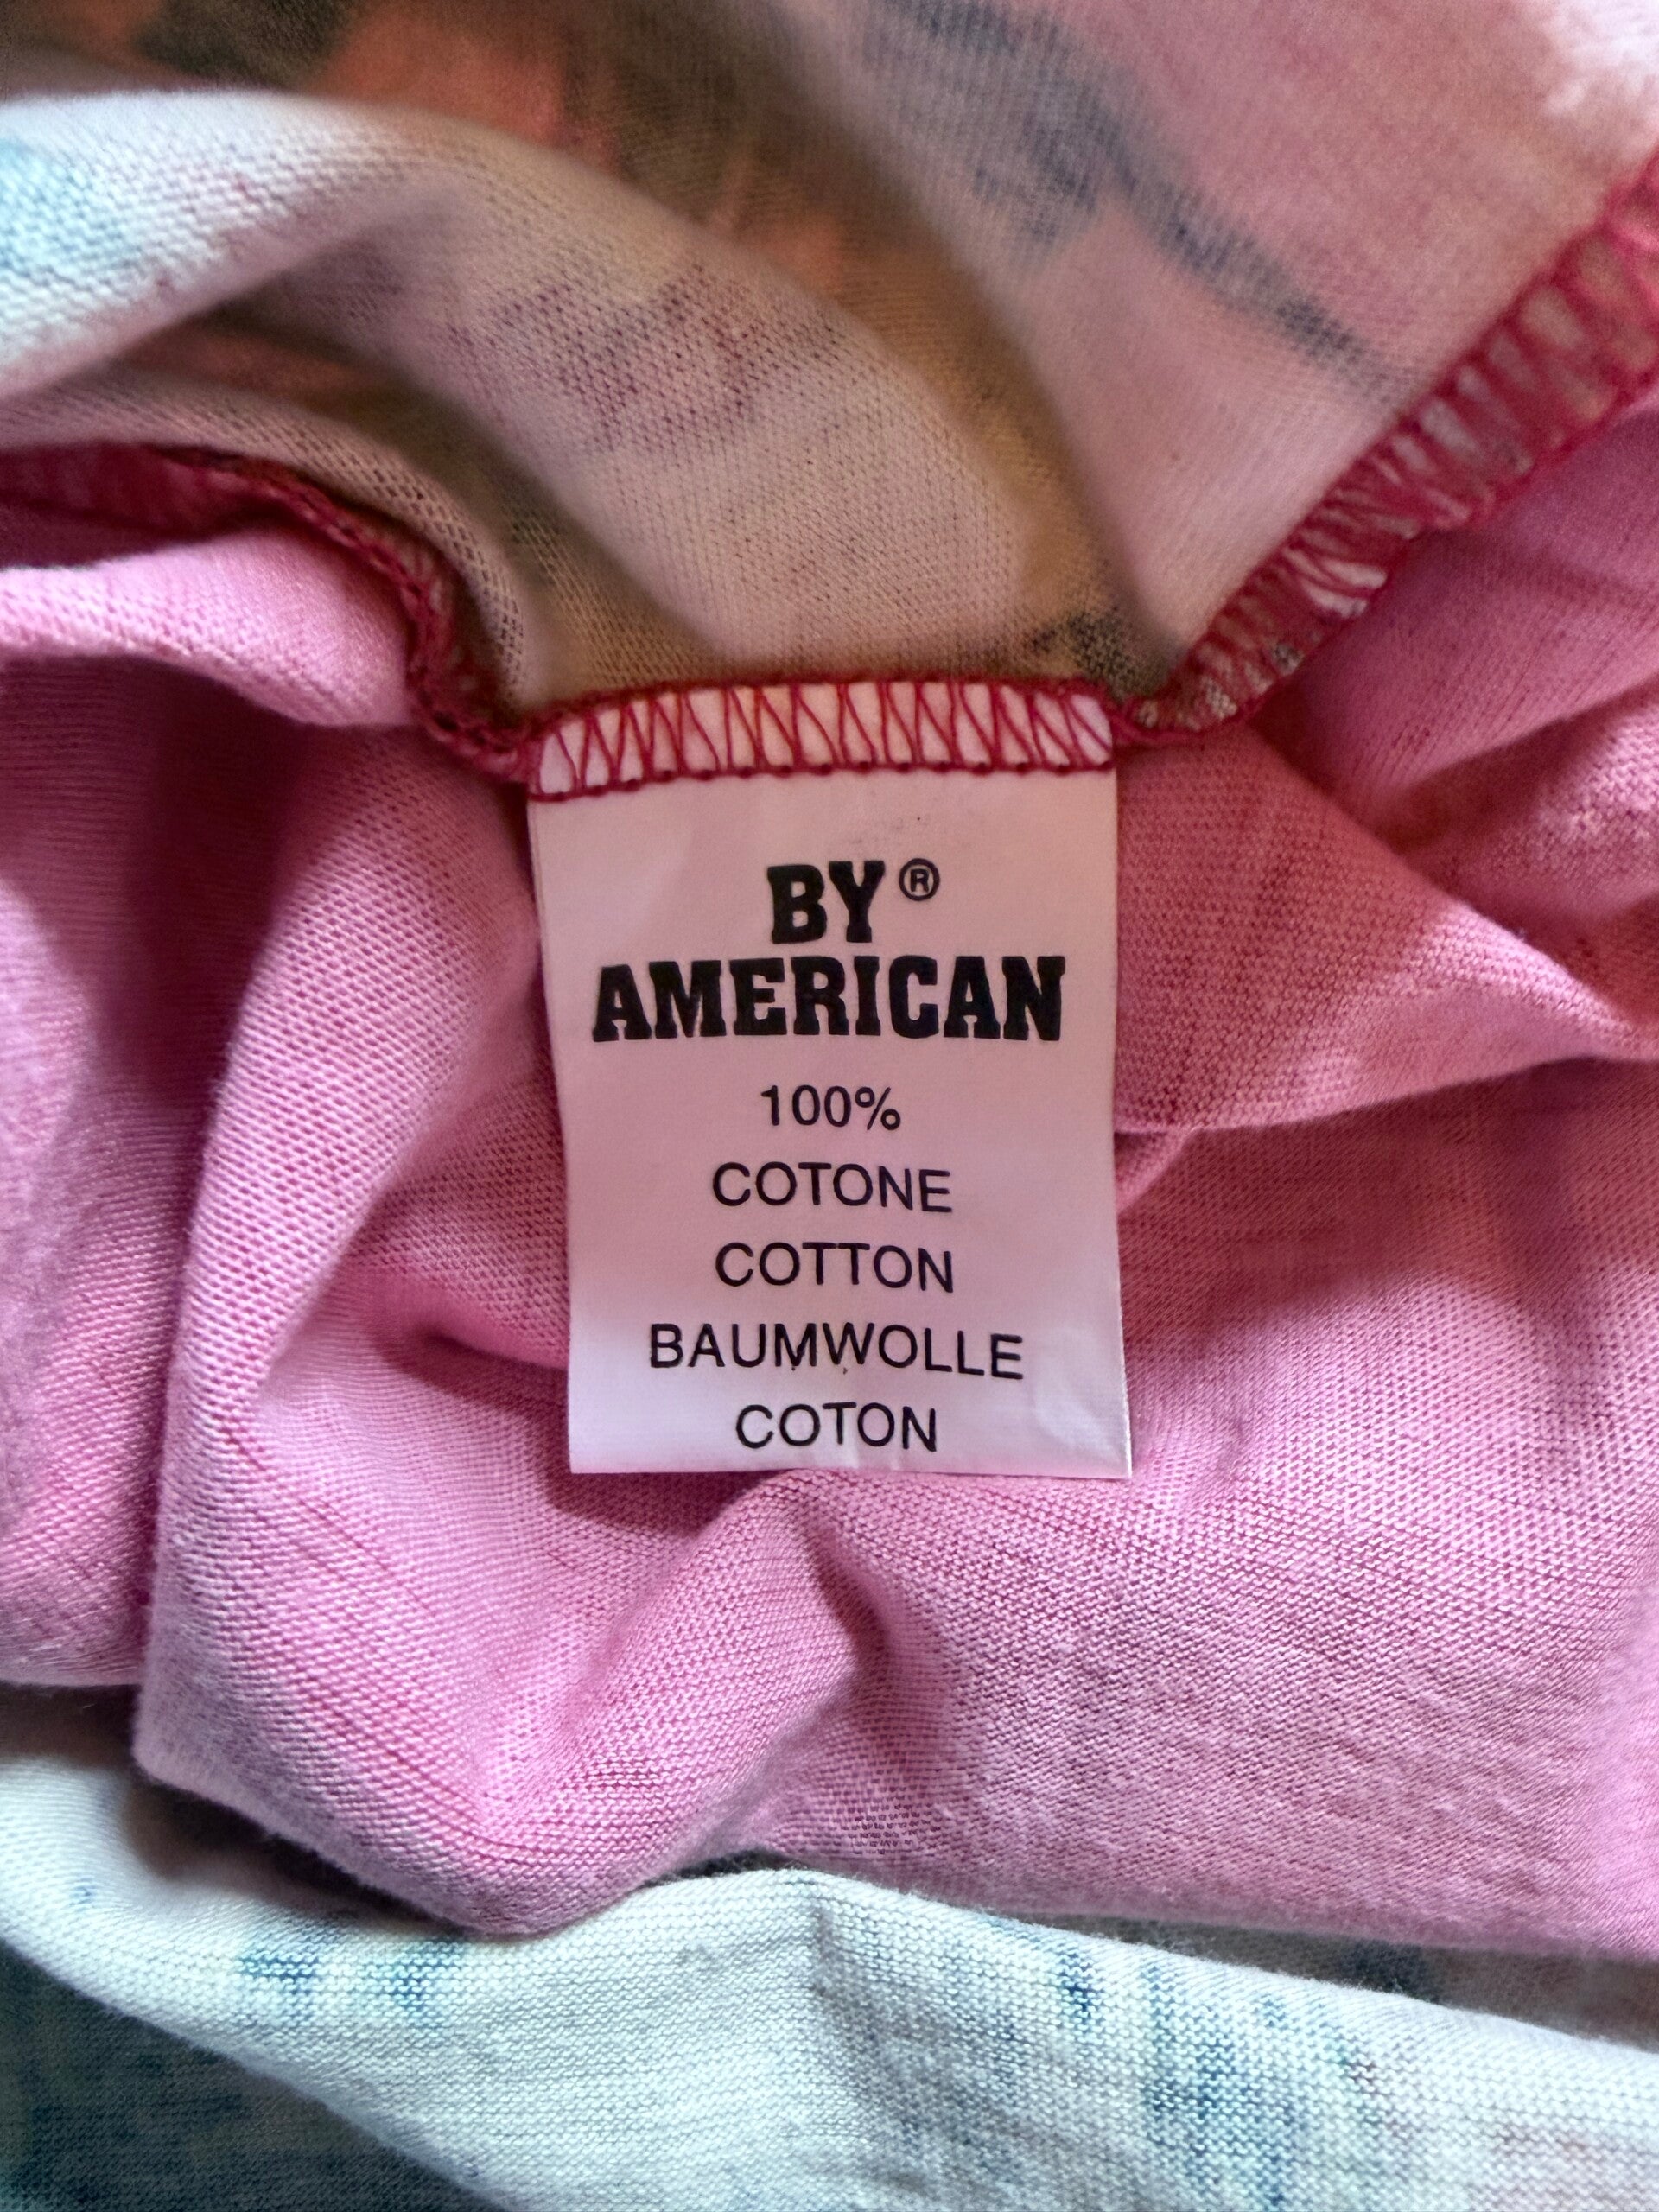 BY®
AMERICAN
100%
COTONE
COTTON
BAUMWOLLE
COTON